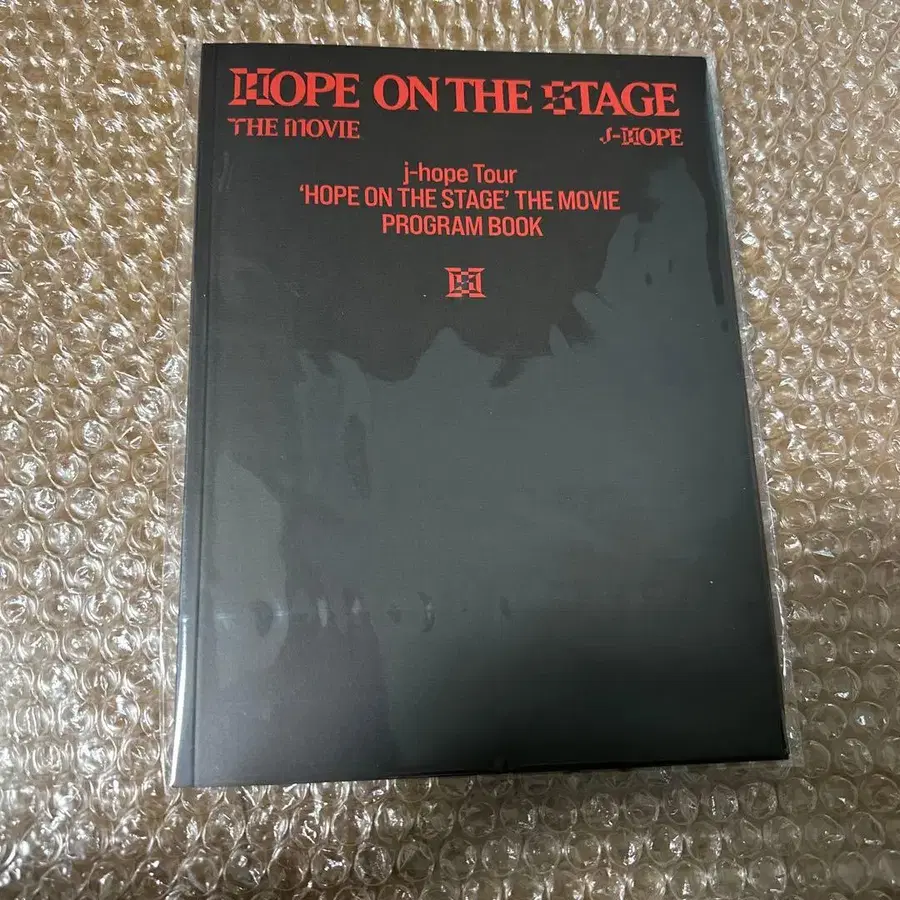 HOPE ON THE STAGE
THE MOVIE
J-HOPE
j-hope Tour
‘HOPE ON THE STAGE’ THE MOVIE
PROGRAM BOOK